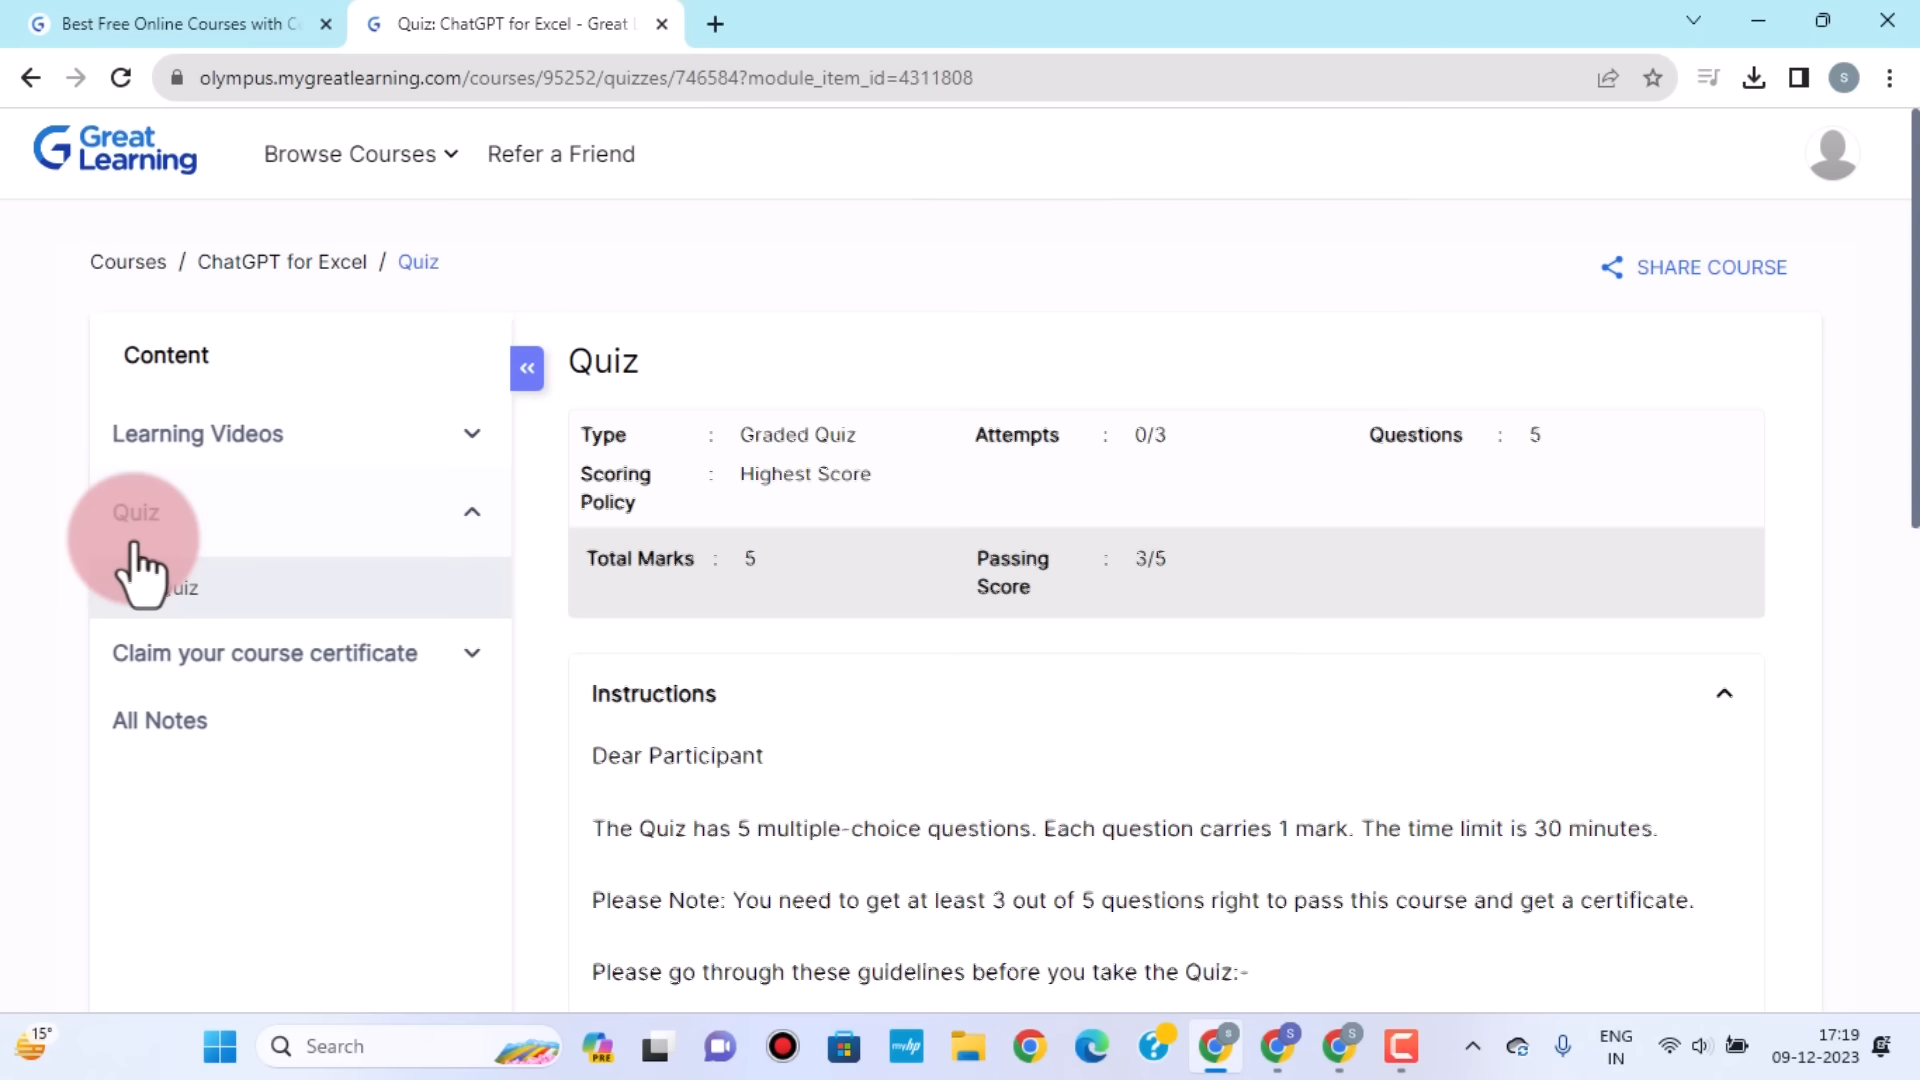 Best Free Online Courses with C
Quiz: ChatGPT for Excel - Great
olympus.mygreatlearning.com/courses/95252/quizzes/746584?module_item_id=4311808
S
Great
Learning
Browse Courses
Refer a Friend
Courses / ChatGPT for Excel / Quiz
SHARE COURSE
Content
Learning Videos
Quiz
uiz
Claim your course certificate
All Notes
Quiz
Type : Graded Quiz
Attempts : 0/3
Questions : 5
Scoring Policy : Highest Score
Total Marks : 5
Passing Score : 3/5
Instructions
Dear Participant
The Quiz has 5 multiple-choice questions. Each question carries 1 mark. The time limit is 30 minutes.
Please Note: You need to get at least 3 out of 5 questions right to pass this course and get a certificate.
Please go through these guidelines before you take the Quiz:-
15°
Search
PRE
myhp
S
S
S
ENG
IN
17:19
09-12-2023